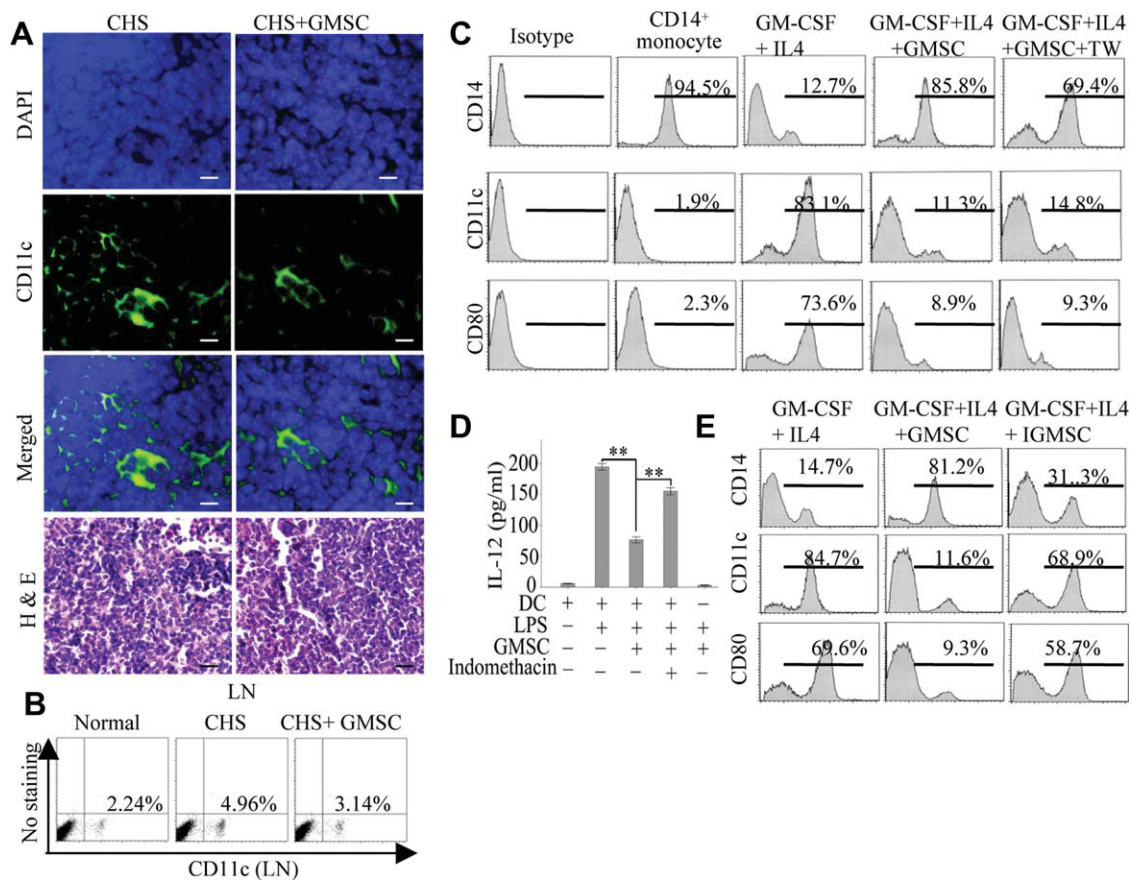 A
CHS
CHS+GMSC
DAPI
CD11c
Merged
H & E
LN
B
Normal
CHS
CHS+ GMSC
No staining
2.24%
4.96%
3.14%
CD11c (LN)
C
Isotype
CD14+
monocyte
GM-CSF
+ IL4
GM-CSF+IL4
+GMSC
GM-CSF+IL4
+GMSC+TW
CD14
94.5%
12.7%
85.8%
69.4%
CD11c
1.9%
83.1%
11.3%
14.8%
CD80
2.3%
73.6%
8.9%
9.3%
D
IL-12 (pg/ml)
200
150
100
50
0
**
**
DC + + + + −
LPS − + + + +
GMSC − − + + +
Indomethacin − − − + −
E
GM-CSF
+ IL4
GM-CSF+IL4
+GMSC
GM-CSF+IL4
+ IGMSC
CD14
14.7%
81.2%
31..3%
CD11c
84.7%
11.6%
68.9%
CD80
69.6%
9.3%
58.7%